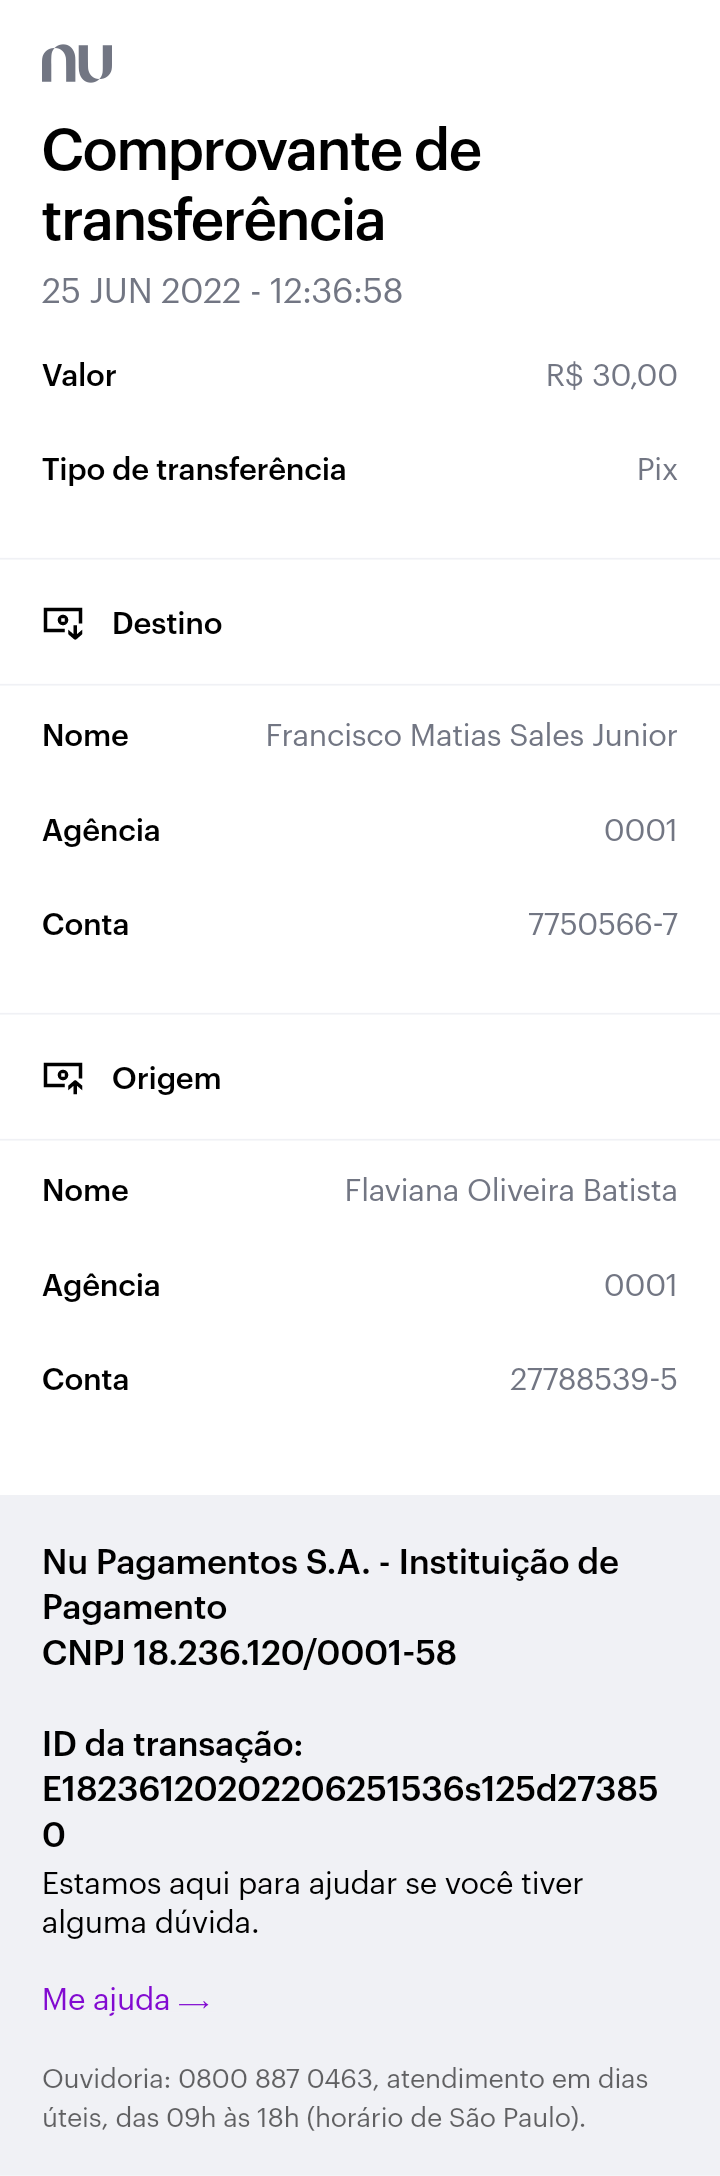 nu
Comprovante de
transferência
25 JUN 2022 - 12:36:58
Valor R$ 30,00
Tipo de transferência Pix
Destino
Nome Francisco Matias Sales Junior
Agência 0001
Conta 7750566-7
Origem
Nome Flaviana Oliveira Batista
Agência 0001
Conta 27788539-5
Nu Pagamentos S.A. - Instituição de
Pagamento
CNPJ 18.236.120/0001-58
ID da transação:
E18236120202206251536s125d27385
0
Estamos aqui para ajudar se você tiver
alguma dúvida.
Me ajuda →
Ouvidoria: 0800 887 0463, atendimento em dias
úteis, das 09h às 18h (horário de São Paulo).